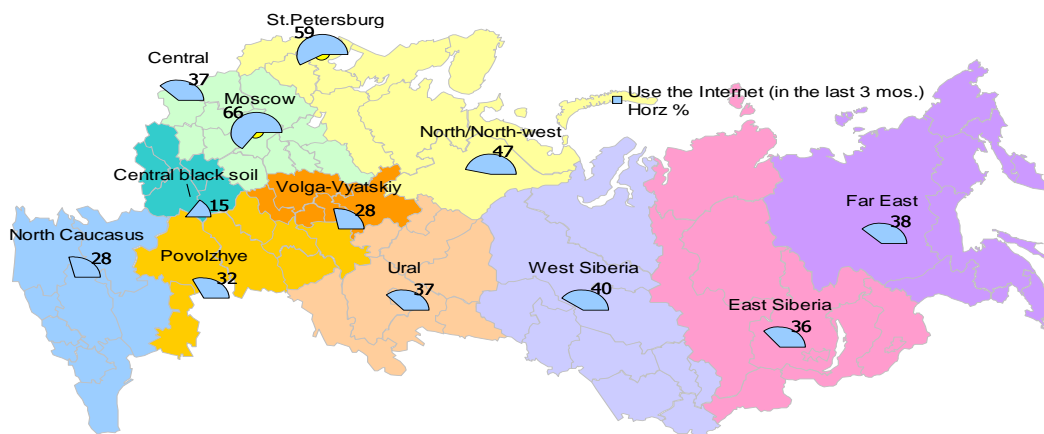 St.Petersburg
59
Central
37
Moscow
66
Use the Internet (in the last 3 mos.)
Horz %
North/North-west
47
Central black soil
15
Volga-Vyatskiy
28
Far East
38
North Caucasus
28
Povolzhye
32
Ural
37
West Siberia
40
East Siberia
36